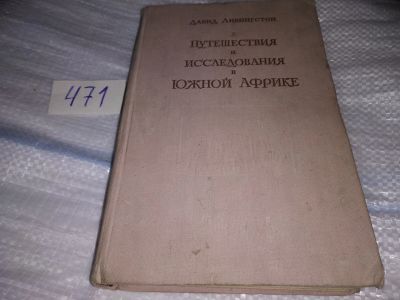 471
Давид Ливингстон
Путешествия
и
исследования
в
Южной Африке